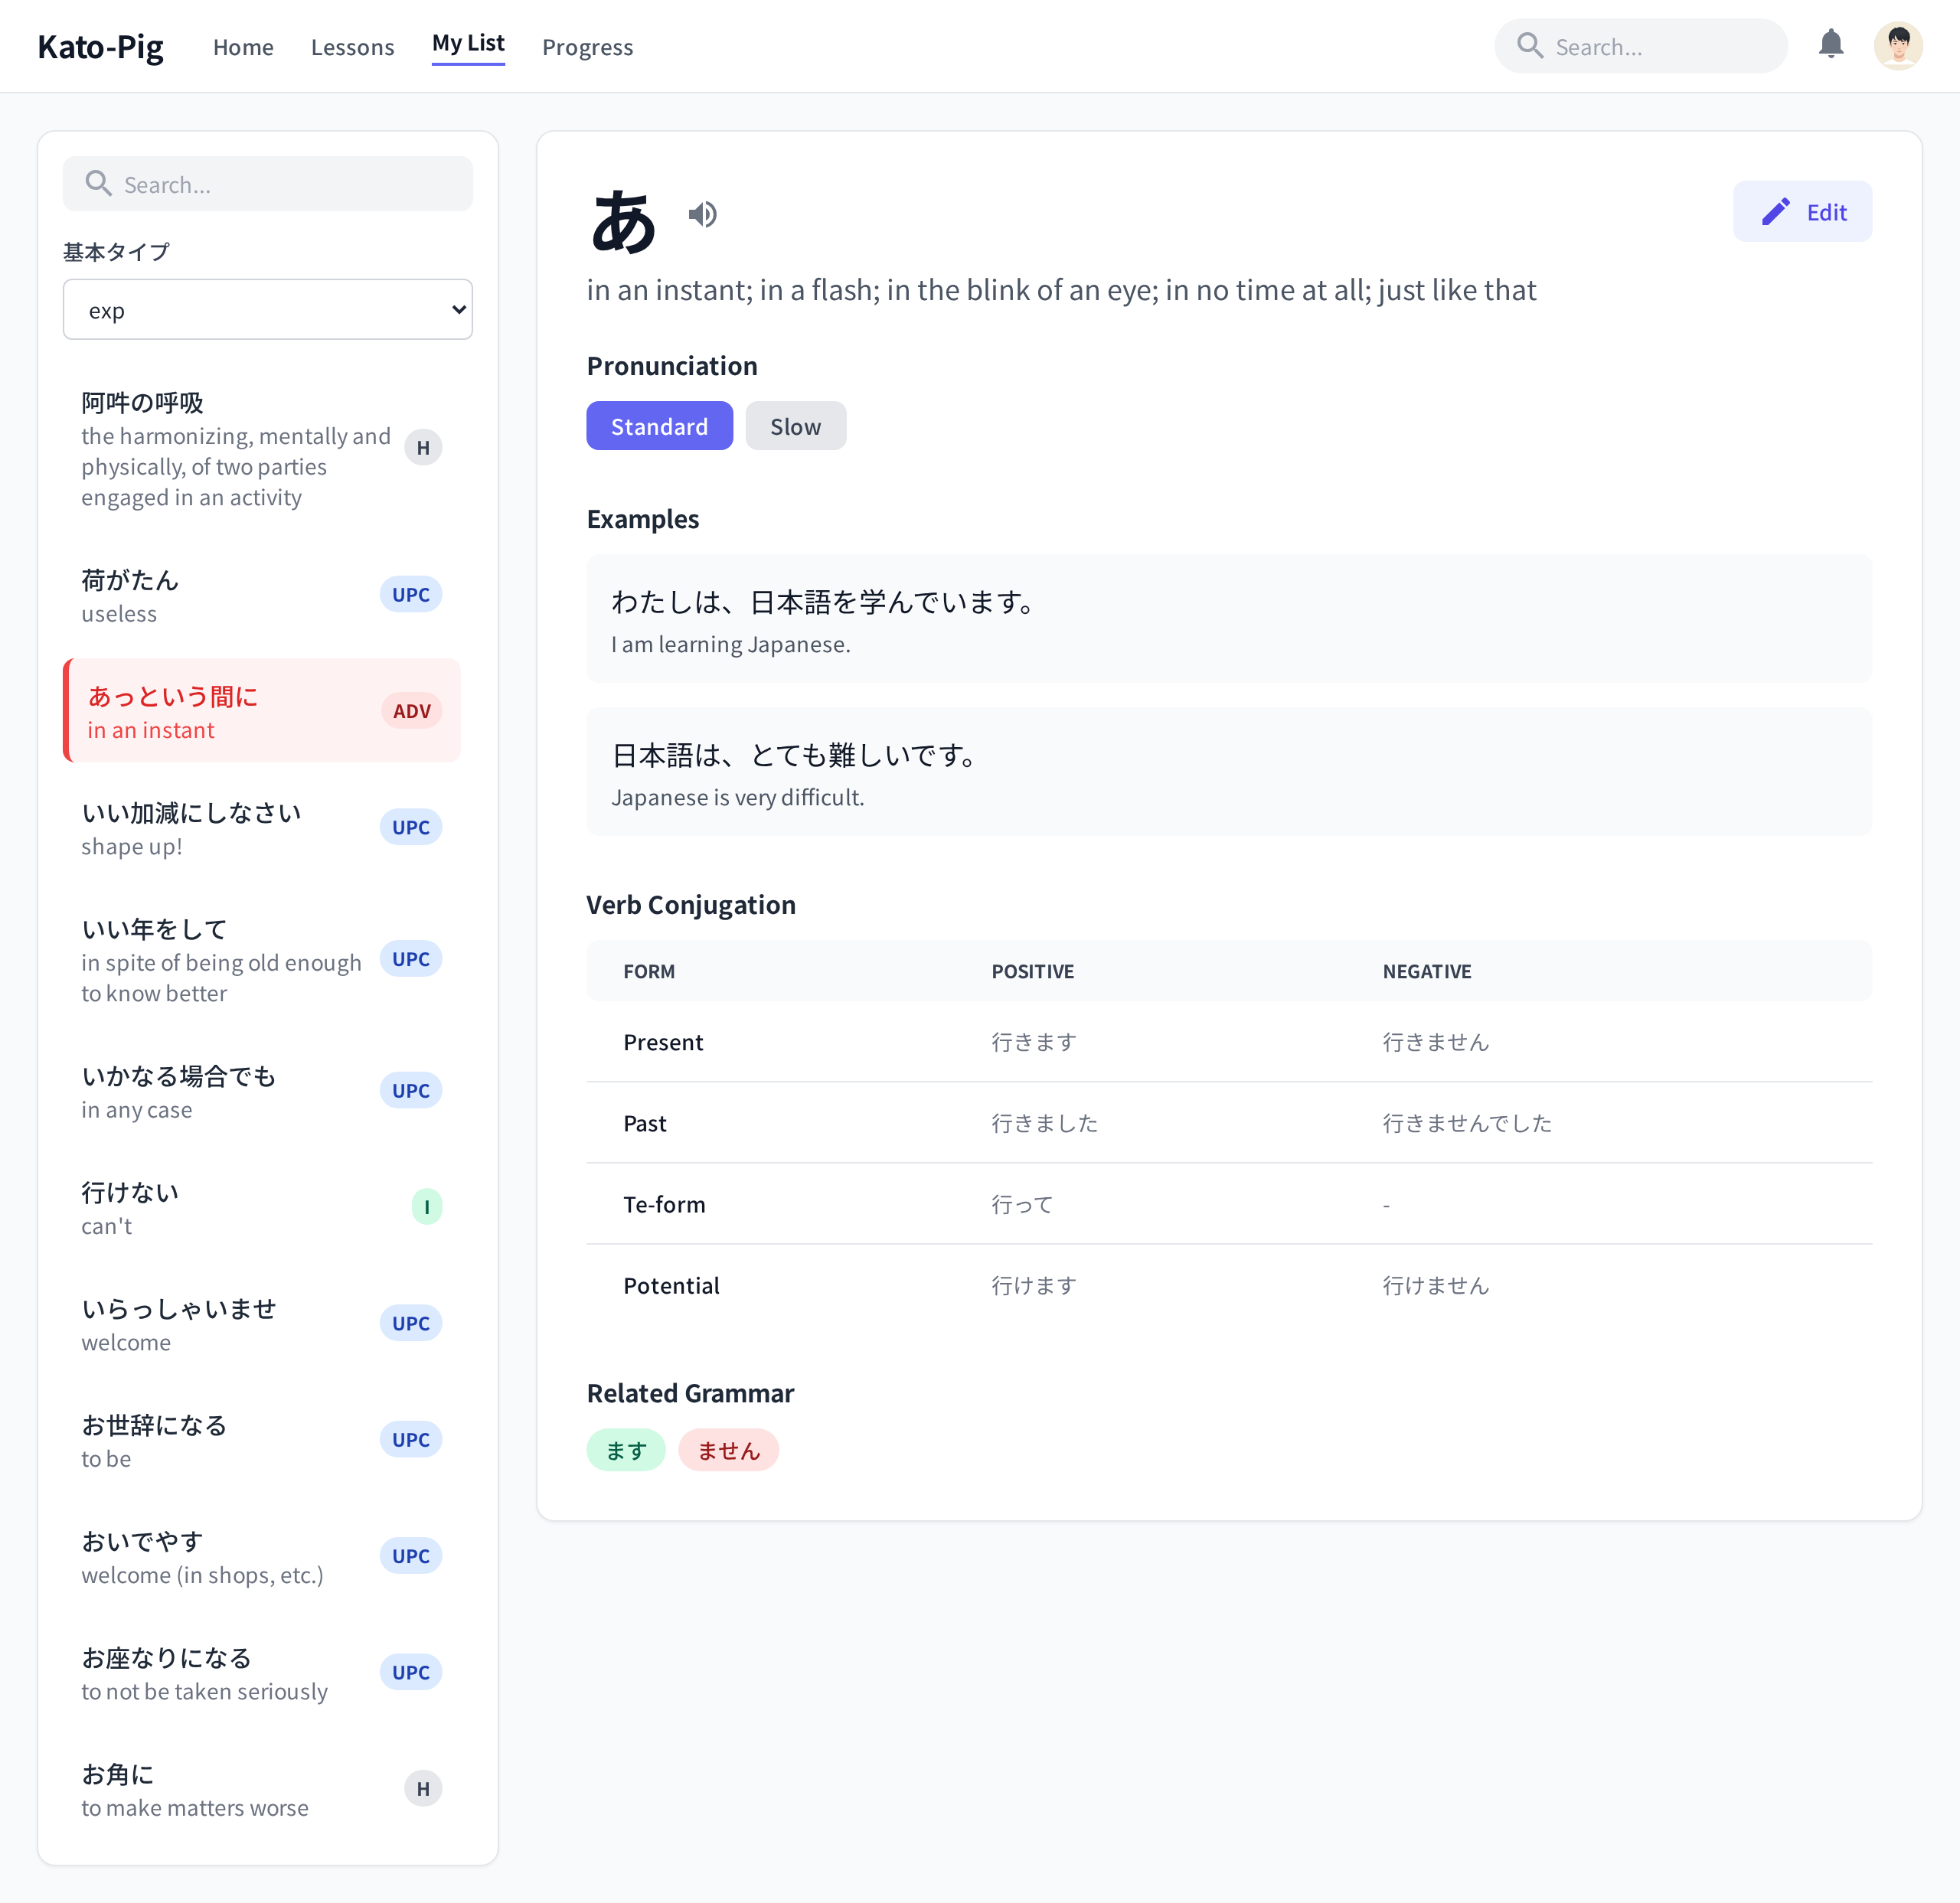 Kato-Pig
Home
Lessons
My List
Progress
Search...
Search...
基本タイプ
exp
阿吽の呼吸
the harmonizing, mentally and
physically, of two parties
engaged in an activity
H
荷がたん
useless
UPC
あっという間に
in an instant
ADV
いい加減にしなさい
shape up!
UPC
いい年をして
in spite of being old enough
to know better
UPC
いかなる場合でも
in any case
UPC
行けない
can't
I
いらっしゃいませ
welcome
UPC
お世辞になる
to be
UPC
おいでやす
welcome (in shops, etc.)
UPC
お座なりになる
to not be taken seriously
UPC
お角に
to make matters worse
H
あ
Edit
in an instant; in a flash; in the blink of an eye; in no time at all; just like that
Pronunciation
Standard
Slow
Examples
わたしは、日本語を学んでいます。
I am learning Japanese.
日本語は、とても難しいです。
Japanese is very difficult.
Verb Conjugation
FORM POSITIVE NEGATIVE
Present 行きます 行きません
Past 行きました 行きませんでした
Te-form 行って -
Potential 行けます 行けません
Related Grammar
ます
ません